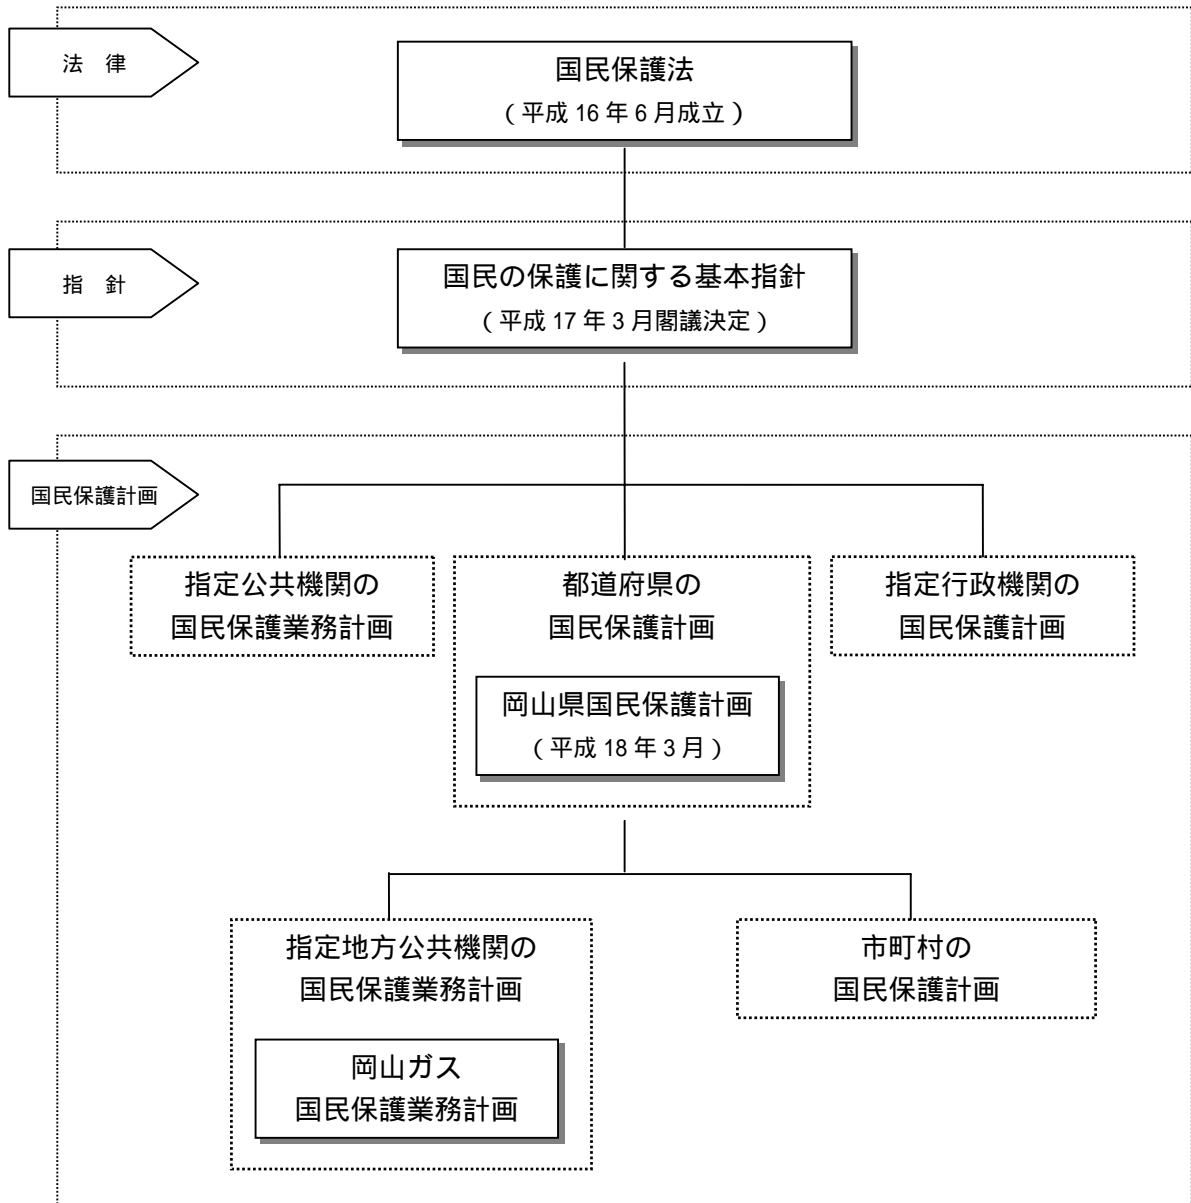 法 律
国民保護法
（平成 16 年 6 月成立）
指 針
国民の保護に関する基本指針
（平成 17 年 3 月閣議決定）
国民保護計画
指定公共機関の
国民保護業務計画
都道府県の
国民保護計画
指定行政機関の
国民保護計画
岡山県国民保護計画
（平成 18 年 3 月）
指定地方公共機関の
国民保護業務計画
市町村の
国民保護計画
岡山ガス
国民保護業務計画